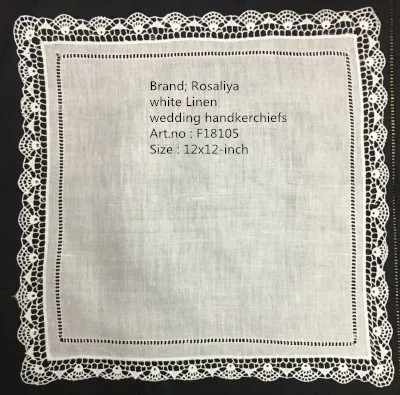 Brand; Rosaliya
white Linen
wedding handkerchiefs
Art.no : F18105
Size : 12x12-inch